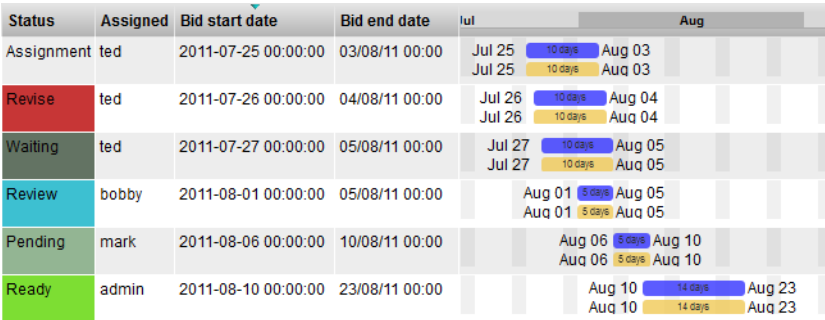 Status Assigned Bid start date Bid end date Jul Aug
Assignment ted 2011-07-25 00:00:00 03/08/11 00:00 Jul 25 10 days Aug 03
Jul 25 10 days Aug 03
Revise ted 2011-07-26 00:00:00 04/08/11 00:00 Jul 26 10 days Aug 04
Jul 26 10 days Aug 04
Waiting ted 2011-07-27 00:00:00 05/08/11 00:00 Jul 27 10 days Aug 05
Jul 27 10 days Aug 05
Review bobby 2011-08-01 00:00:00 05/08/11 00:00 Aug 01 5 days Aug 05
Aug 01 5 days Aug 05
Pending mark 2011-08-06 00:00:00 10/08/11 00:00 Aug 06 5 days Aug 10
Aug 06 5 days Aug 10
Ready admin 2011-08-10 00:00:00 23/08/11 00:00 Aug 10 14 days Aug 23
Aug 10 14 days Aug 23